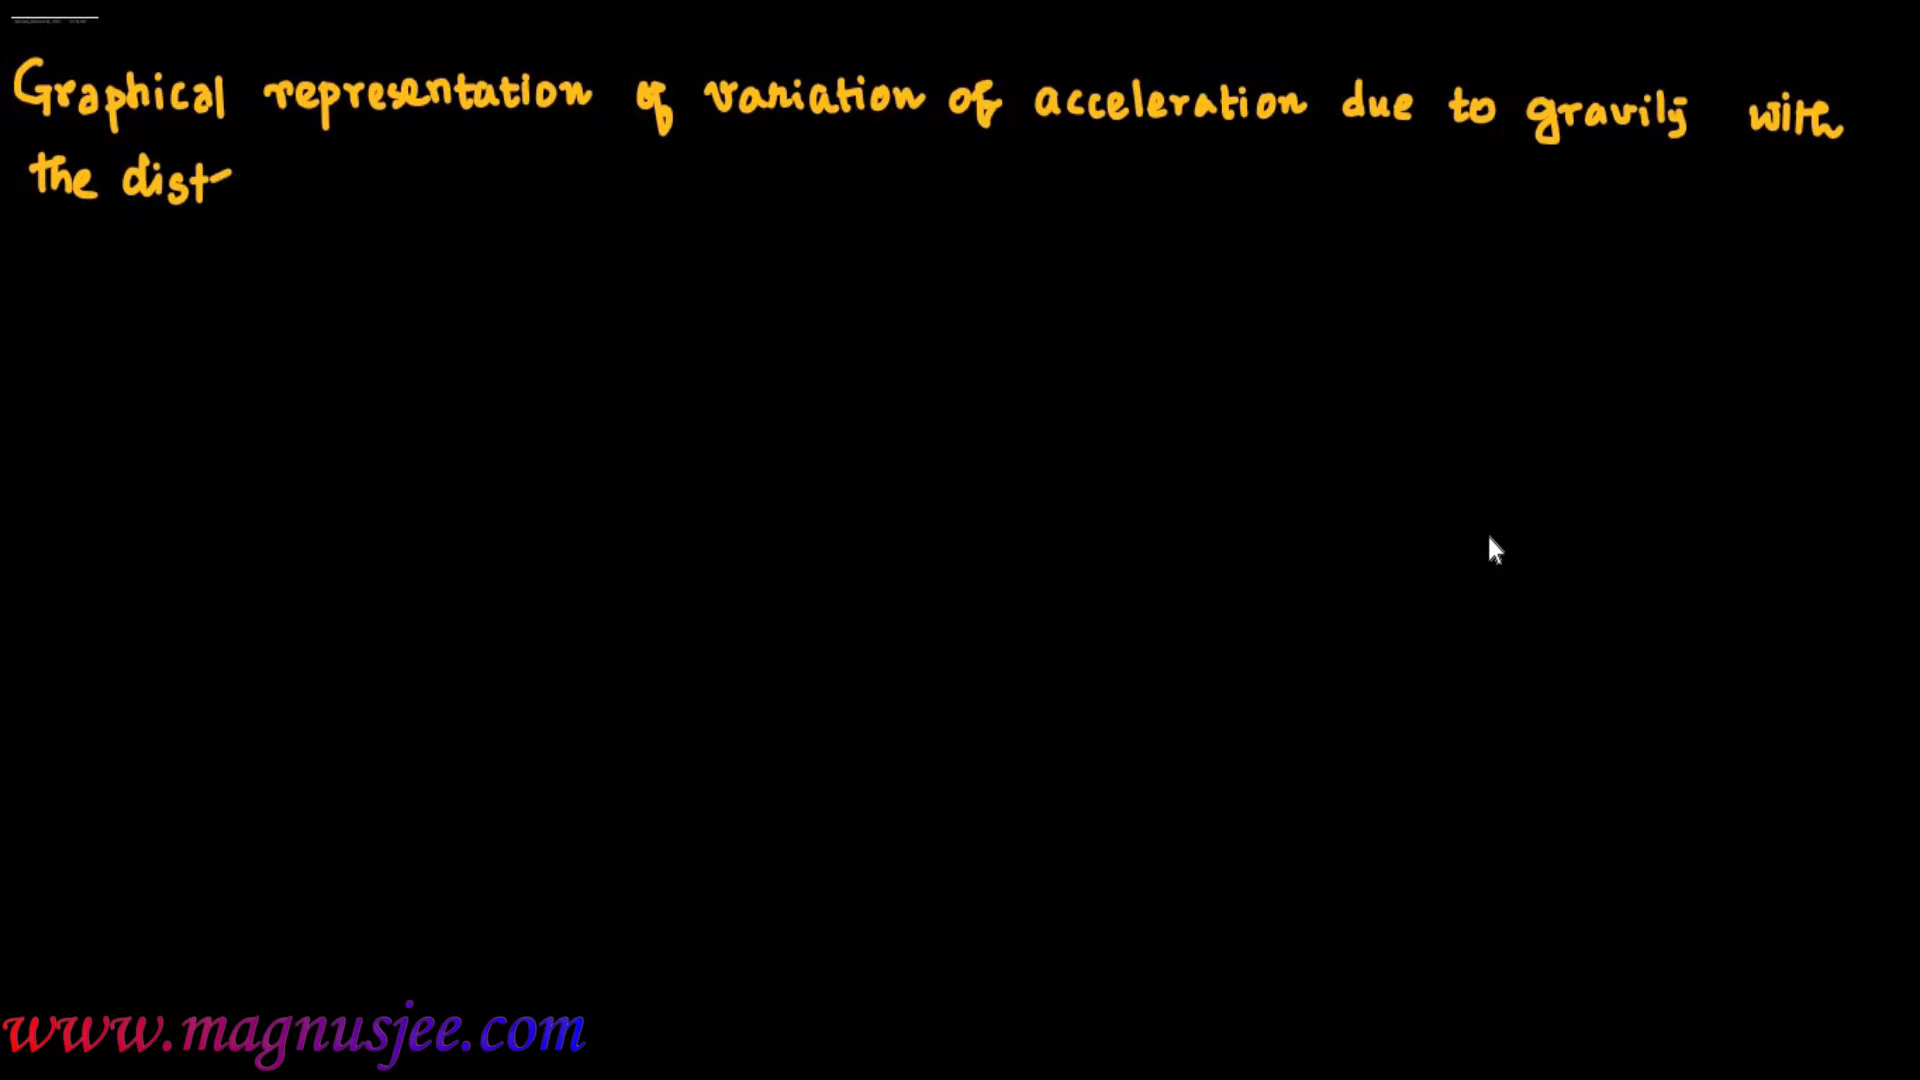 Graphical representation of variation of acceleration due to gravity with
the dist
www.magnusjee.com